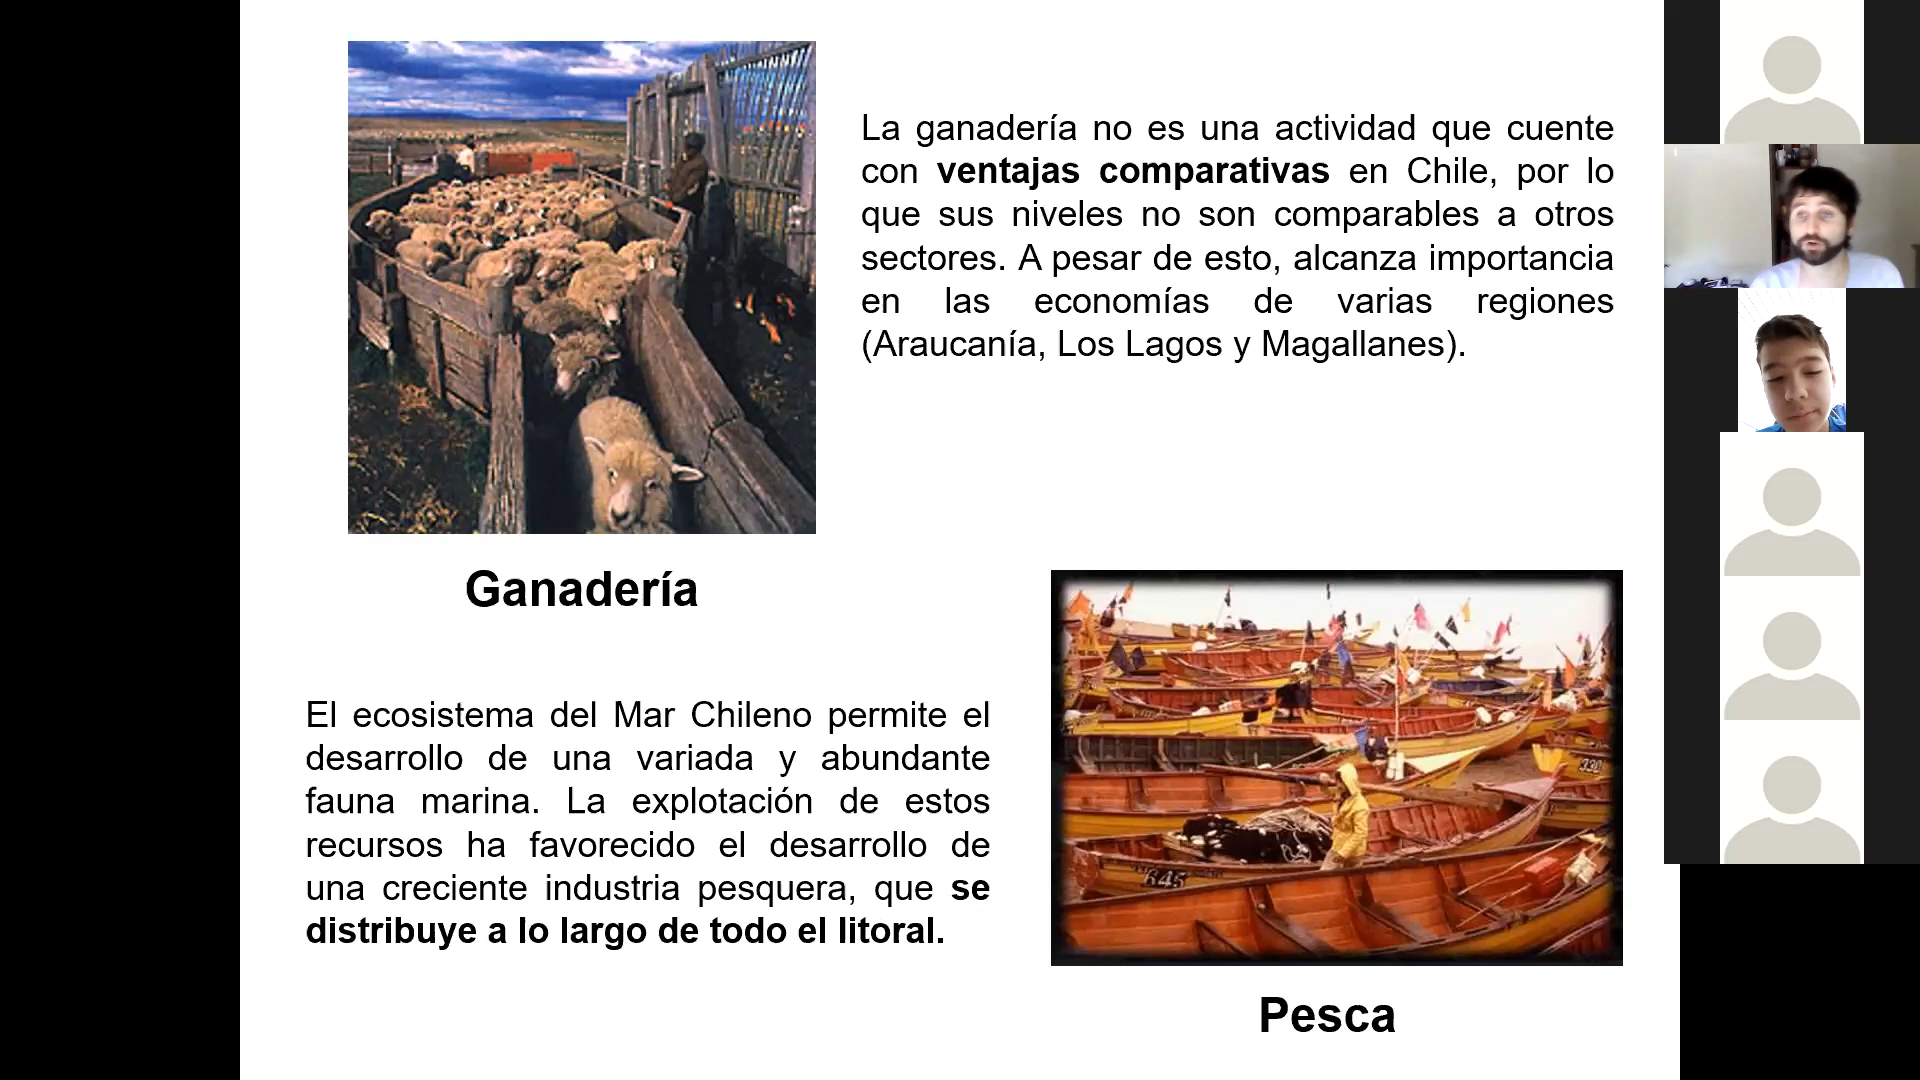 La ganadería no es una actividad que cuente
con ventajas comparativas en Chile, por lo
que sus niveles no son comparables a otros
sectores. A pesar de esto, alcanza importancia
en las economías de varias regiones
(Araucanía, Los Lagos y Magallanes).
Ganadería
El ecosistema del Mar Chileno permite el
desarrollo de una variada y abundante
fauna marina. La explotación de estos
recursos ha favorecido el desarrollo de
una creciente industria pesquera, que se
distribuye a lo largo de todo el litoral.
330
645
Pesca